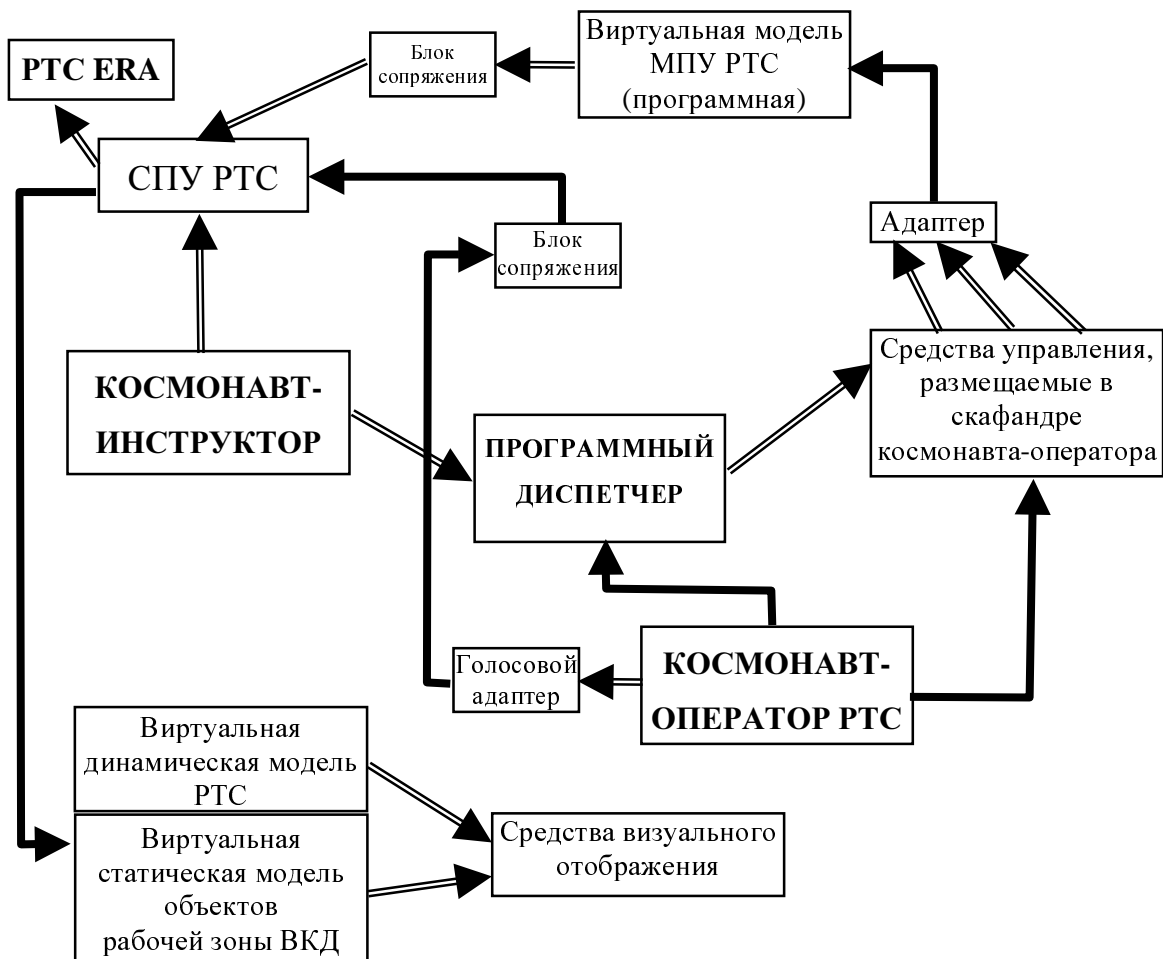 РТС ERA
Блок
сопряжения
Виртуальная модель
МПУ РТС
(программная)
СПУ РТС
Адаптер
Блок
сопряжения
Средства управления,
размещаемые в
скафандре
космонавта-оператора
КОСМОНАВТ-
ИНСТРУКТОР
ПРОГРАММНЫЙ
ДИСПЕТЧЕР
Голосовой
адаптер
КОСМОНАВТ-
ОПЕРАТОР РТС
Виртуальная
динамическая модель
РТС
Виртуальная
статическая модель
объектов
рабочей зоны ВКД
Средства визуального
отображения